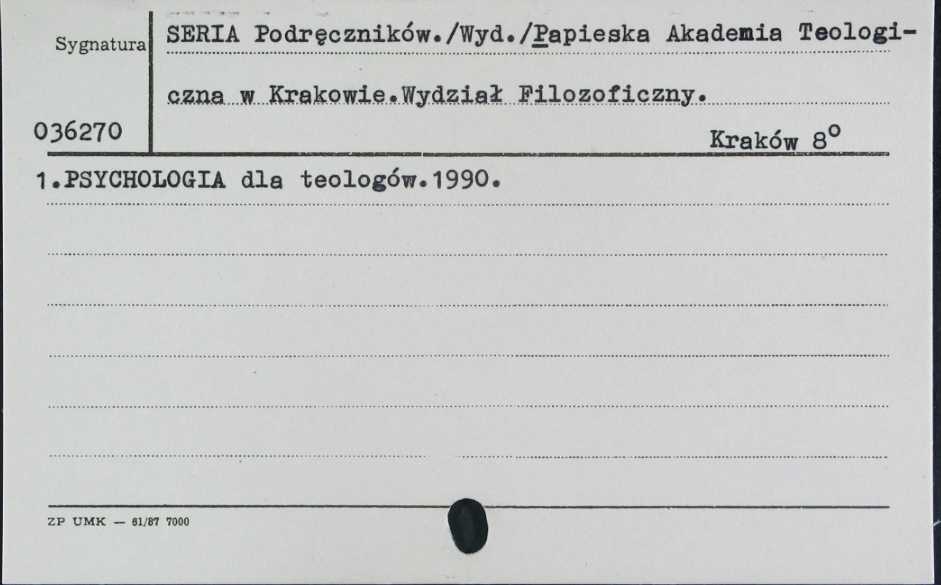 Sygnatura
SERIA Podręczników./Wyd./Papieska Akademia Teologi-
czna w Krakowie.Wydział Filozoficzny.
036270
Kraków 8°
1.PSYCHOLOGIA dla teologów.1990.
ZP UMK — 61/87 7000